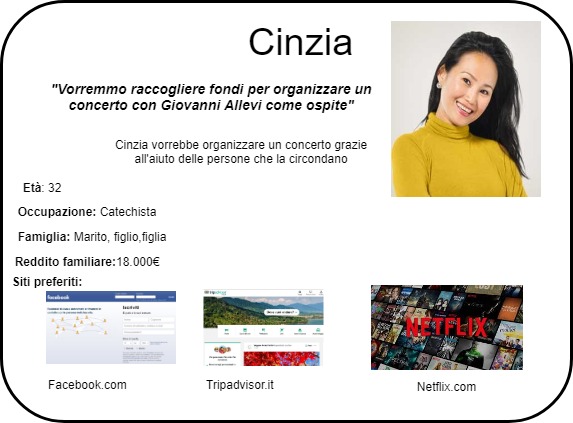 Cinzia
"Vorremmo raccogliere fondi per organizzare un
concerto con Giovanni Allevi come ospite"
Cinzia vorrebbe organizzare un concerto grazie
all'aiuto delle persone che la circondano
Età: 32
Occupazione: Catechista
Famiglia: Marito, figlio,figlia
Reddito familiare:18.000€
Siti preferiti:
facebook
Iscriviti
NETFLIX
Facebook.com
Tripadvisor.it
Netflix.com